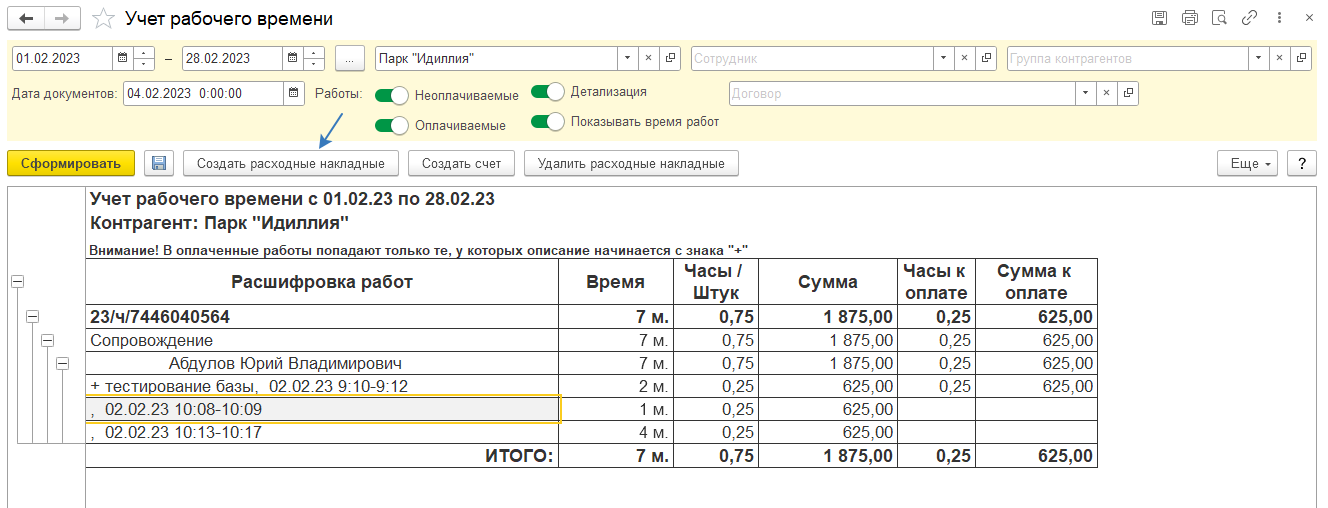 Учет рабочего времени
01.02.2023 – 28.02.2023 ... Парк "Идиллия" Сотрудник Группа контрагентов
Дата документов: 04.02.2023 0:00:00 Работы: Неоплачиваемые Детализация Договор
Оплачиваемые Показывать время работ
Сформировать Создать расходные накладные Создать счет Удалить расходные накладные Еще ?
Учет рабочего времени с 01.02.23 по 28.02.23
Контрагент: Парк "Идиллия"
Внимание! В оплаченные работы попадают только те, у которых описание начинается с знака "+"
Расшифровка работ Время Часы / Штук Сумма Часы к оплате Сумма к оплате
23/ч/7446040564 7 м. 0,75 1 875,00 0,25 625,00
Сопровождение 7 м. 0,75 1 875,00 0,25 625,00
Абдулов Юрий Владимирович 7 м. 0,75 1 875,00 0,25 625,00
+ тестирование базы, 02.02.23 9:10-9:12 2 м. 0,25 625,00 0,25 625,00
, 02.02.23 10:08-10:09 1 м. 0,25 625,00
, 02.02.23 10:13-10:17 4 м. 0,25 625,00
ИТОГО: 7 м. 0,75 1 875,00 0,25 625,00